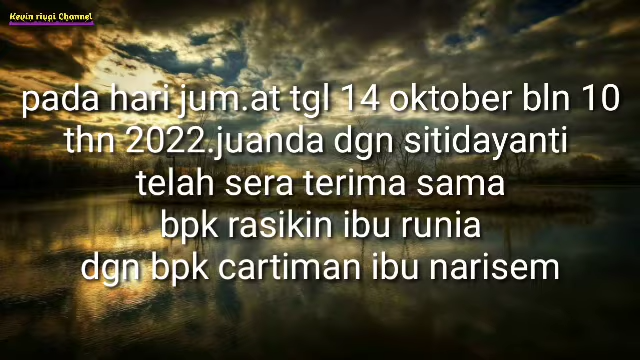 Kevin riyqi Channel
pada hari jum.at tgl 14 oktober bln 10
thn 2022.juanda dgn sitidayanti
telah sera terima sama
bpk rasikin ibu runia
dgn bpk cartiman ibu narisem